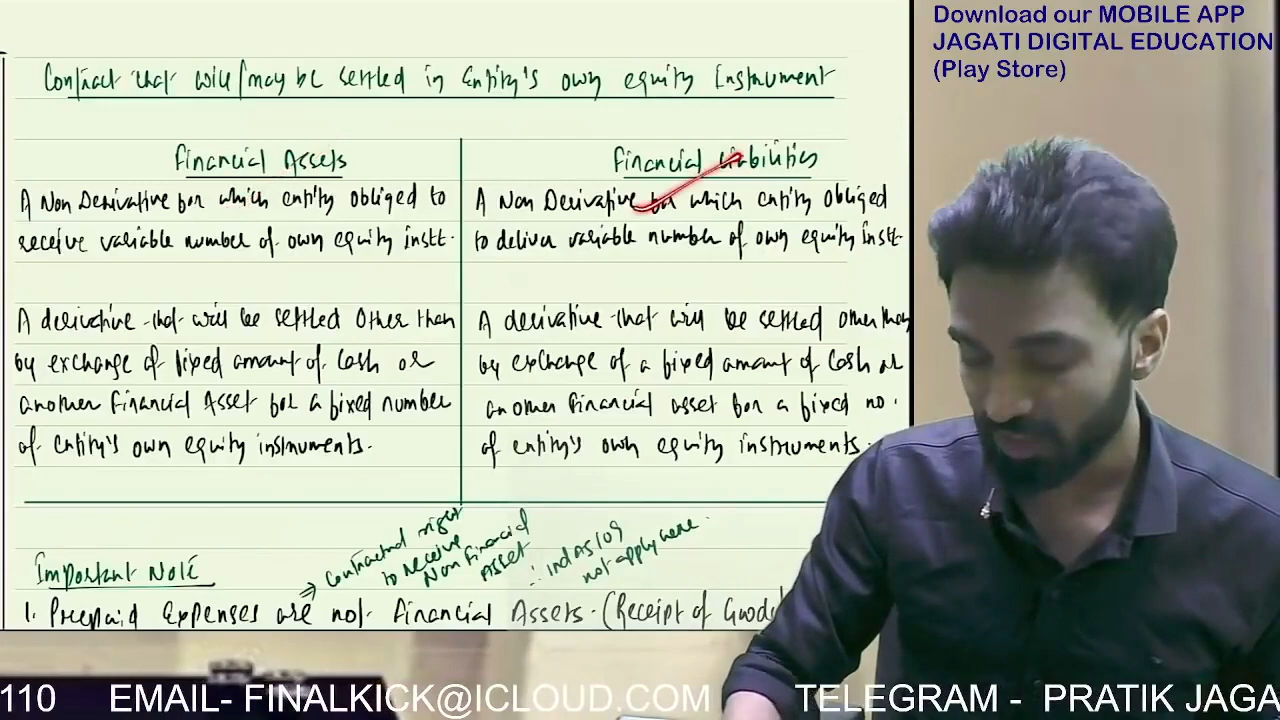 Download our MOBILE APP
JAGATI DIGITAL EDUCATION
(Play Store)
Contract that will/may be settled in Entity's own equity Instrument
Financial Assets
A Non Derivative for which entity obliged to
receive variable number of own equity instt.
A derivative that will be settled Other than
by exchange of fixed amount of Cash or
another Financial Asset for a fixed number
of Entity's own equity instruments.
Financial Liabilities
A Non Derivative for which entity obliged
to deliver variable number of own equity instt.
A derivative that will be settled other than
by exchange of a fixed amount of Cash or
another Financial asset for a fixed no.
of entity's own equity instruments.
Important Note
⇒ Contracted right
to receive
Non Financial
Asset
∴ ind AS 109
not apply here.
1. Prepaid Expenses are not Financial Assets. (Receipt of Goods
110 EMAIL- FINALKICK@ICLOUD.COM TELEGRAM - PRATIK JAGA